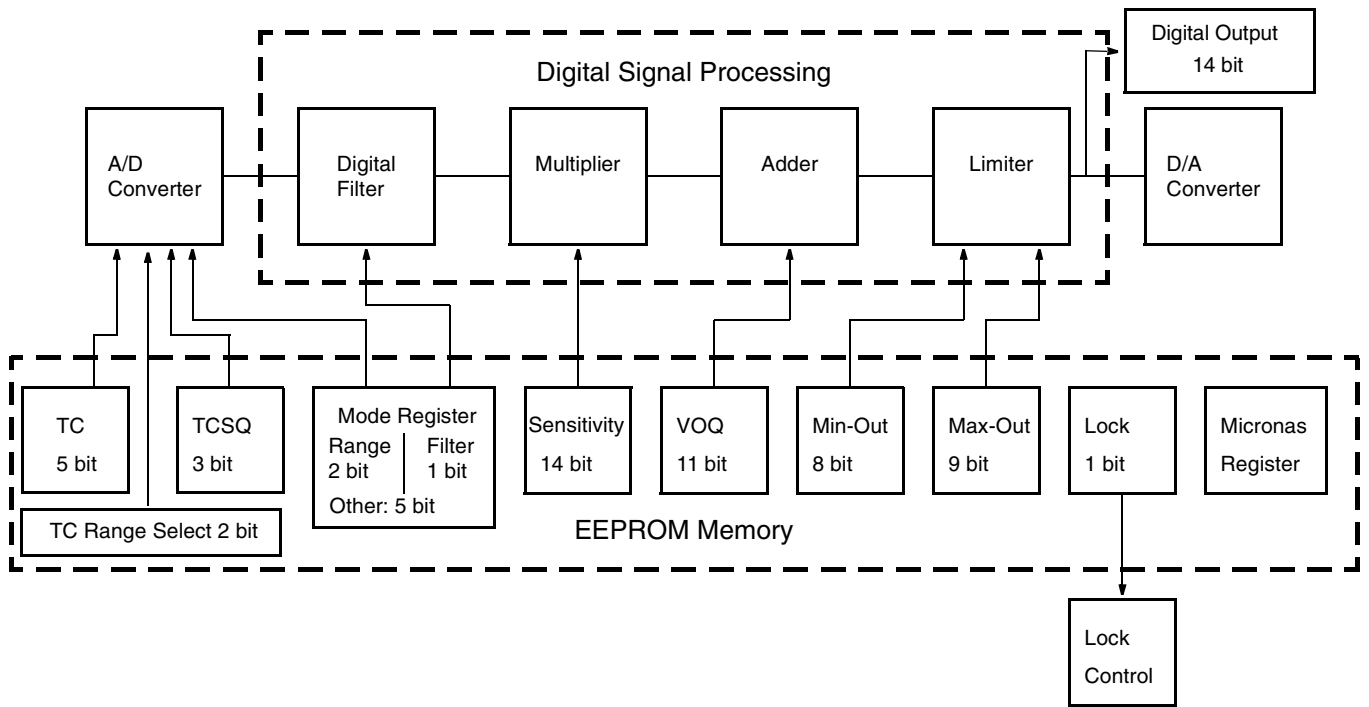 Digital Output
14 bit
Digital Signal Processing
A/D
Converter
Digital
Filter
Multiplier
Adder
Limiter
D/A
Converter
TC
5 bit
TCSQ
3 bit
Mode Register
Range
2 bit
Filter
1 bit
Other: 5 bit
Sensitivity
14 bit
VOQ
11 bit
Min-Out
8 bit
Max-Out
9 bit
Lock
1 bit
Micronas
Register
TC Range Select 2 bit
EEPROM Memory
Lock
Control